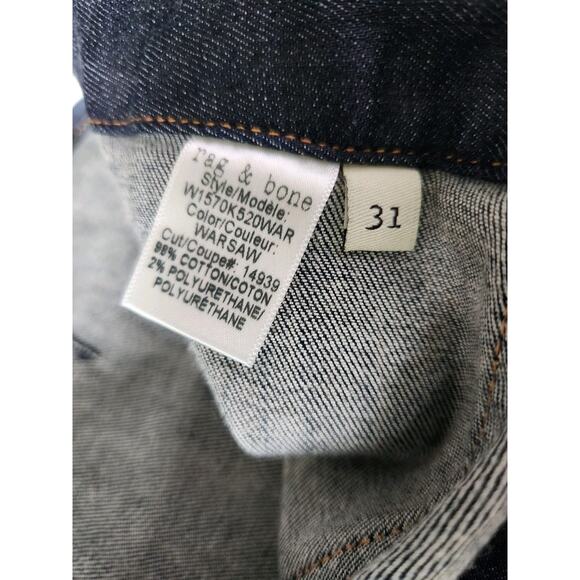 rag & bone
Style/Modèle:
W1570K520WAR
Color/Couleur:
WARSAW
Cut/Coupe#: 14939
98% COTTON/COTON
2% POLYURETHANE/
POLYURÉTHANE
31